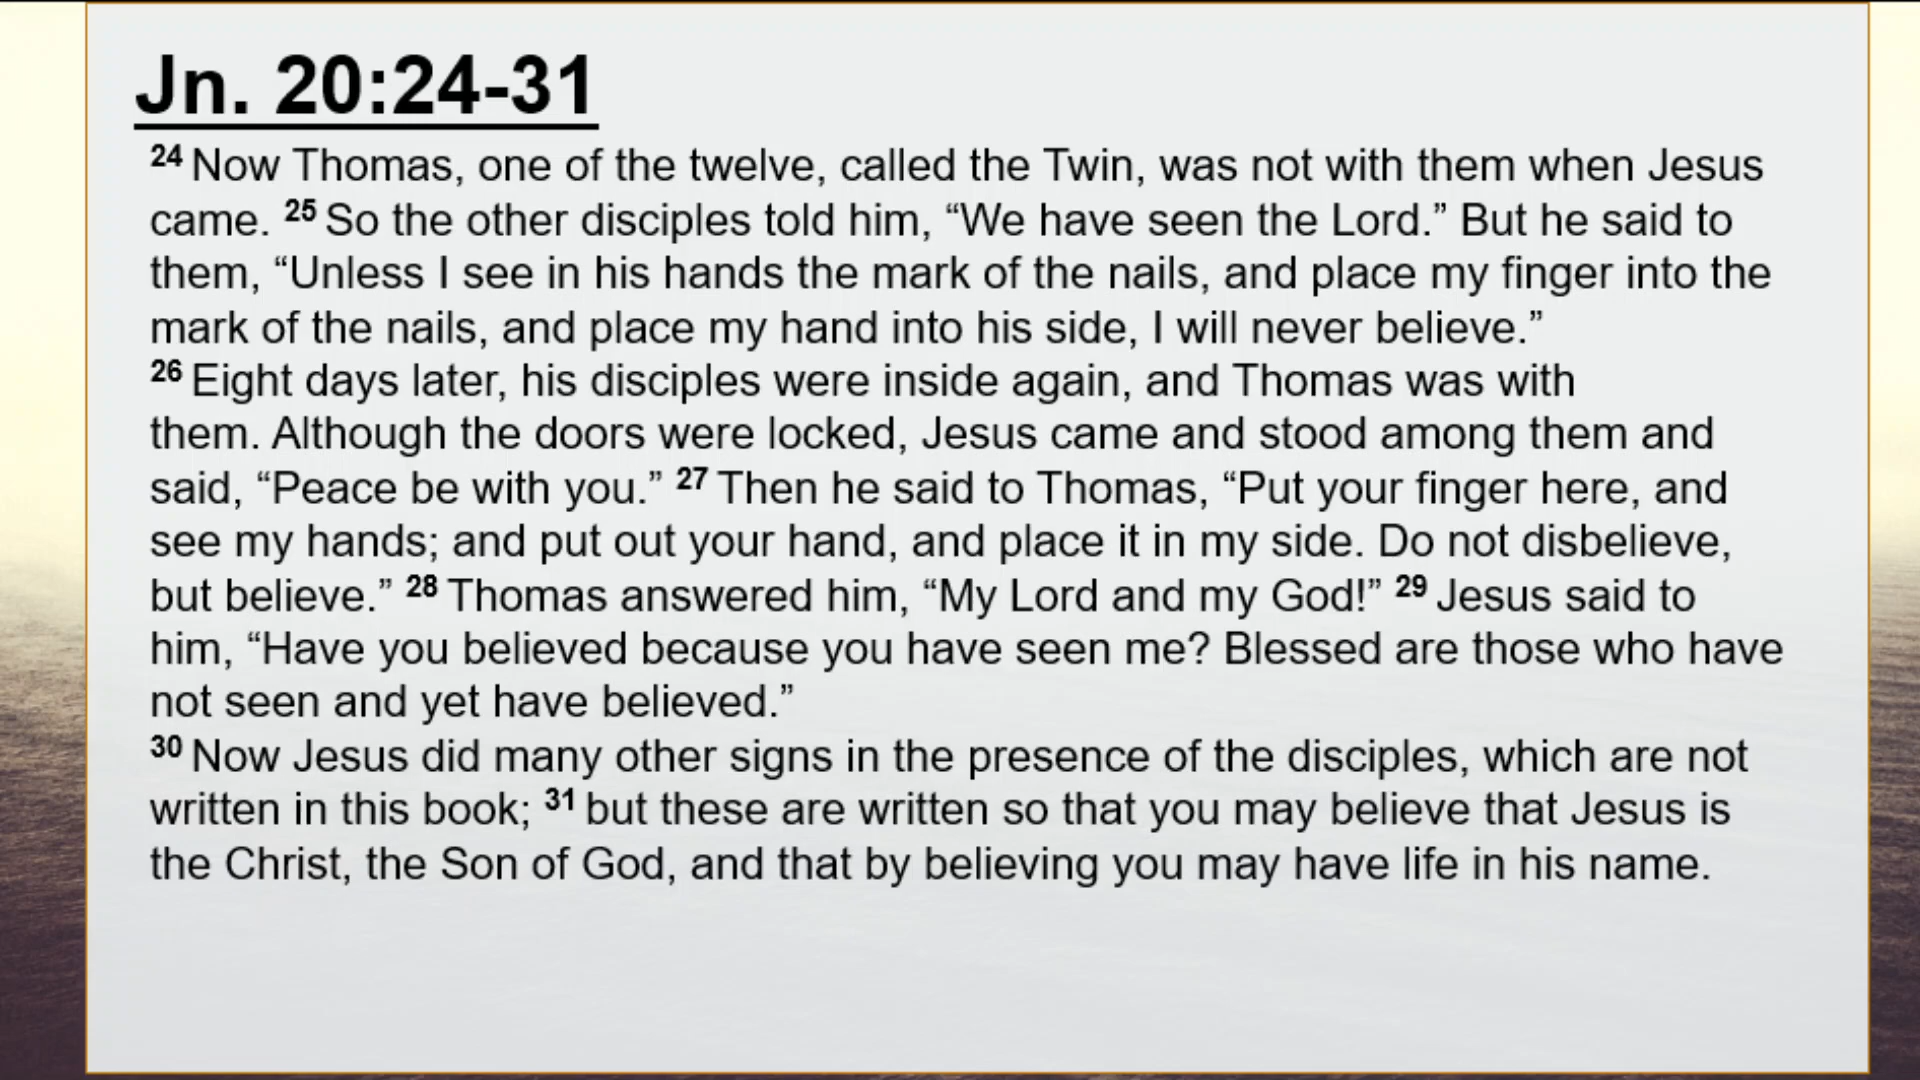 Jn. 20:24-31
24 Now Thomas, one of the twelve, called the Twin, was not with them when Jesus
came. 25 So the other disciples told him, “We have seen the Lord.” But he said to
them, “Unless I see in his hands the mark of the nails, and place my finger into the
mark of the nails, and place my hand into his side, I will never believe.”
26 Eight days later, his disciples were inside again, and Thomas was with
them. Although the doors were locked, Jesus came and stood among them and
said, “Peace be with you.” 27 Then he said to Thomas, “Put your finger here, and
see my hands; and put out your hand, and place it in my side. Do not disbelieve,
but believe.” 28 Thomas answered him, “My Lord and my God!” 29 Jesus said to
him, “Have you believed because you have seen me? Blessed are those who have
not seen and yet have believed.”
30 Now Jesus did many other signs in the presence of the disciples, which are not
written in this book; 31 but these are written so that you may believe that Jesus is
the Christ, the Son of God, and that by believing you may have life in his name.